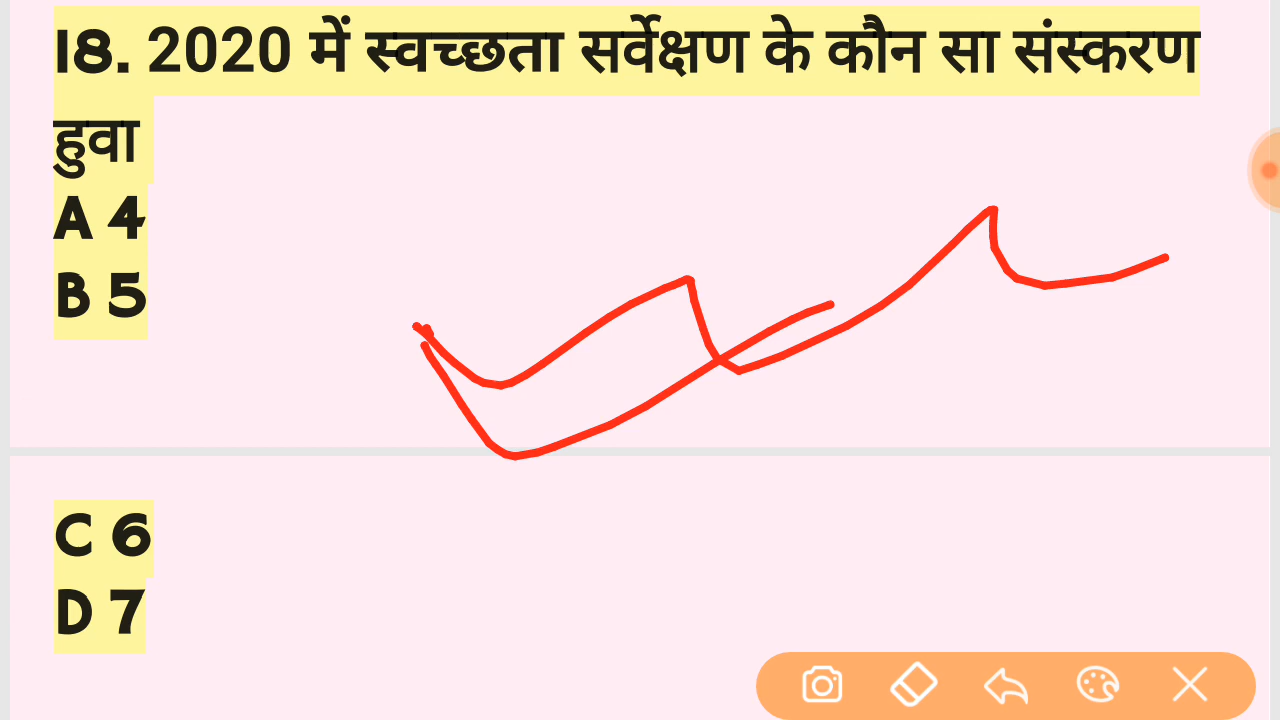 18. 2020 में स्वच्छता सर्वेक्षण के कौन सा संस्करण
हुवा
A 4
B 5
C 6
D 7